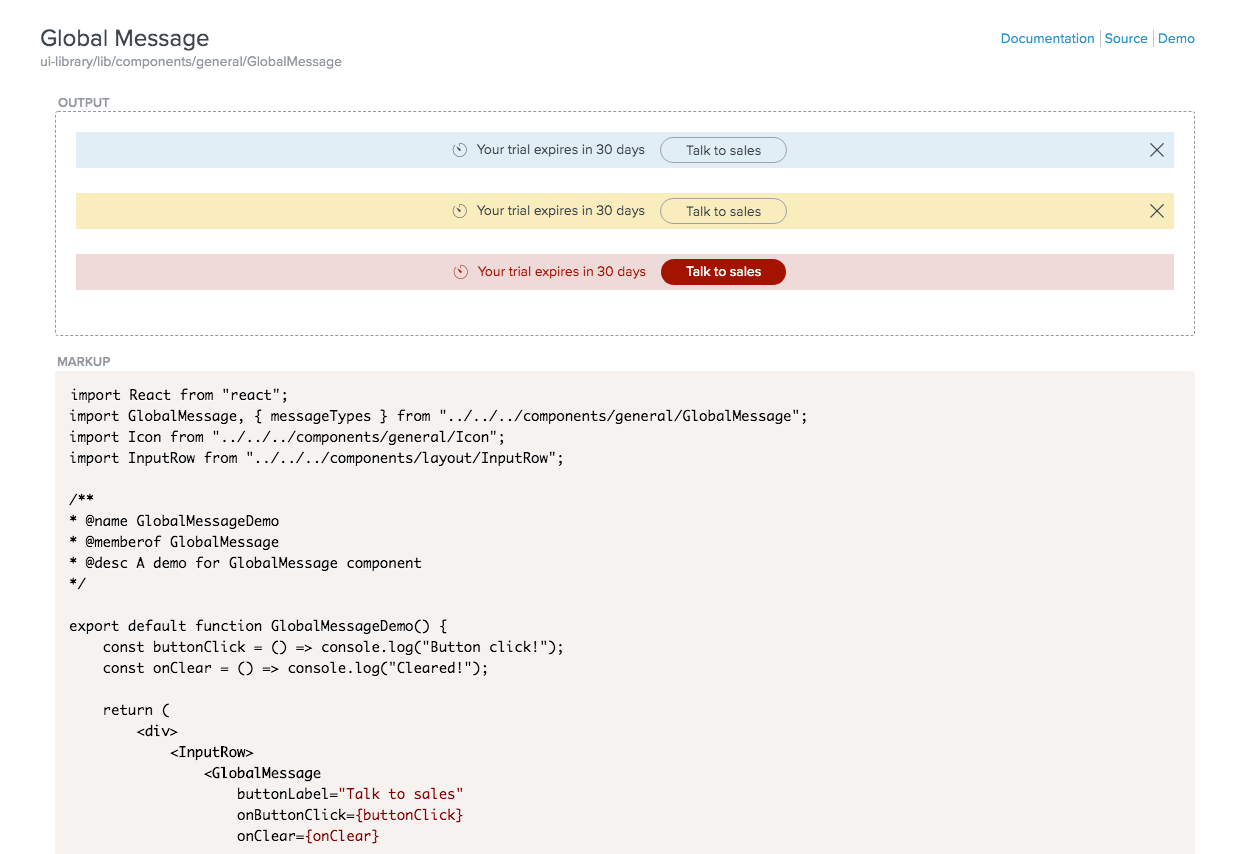 Global Message
Documentation Source Demo
ui-library/lib/components/general/GlobalMessage
OUTPUT
Your trial expires in 30 days Talk to sales
Your trial expires in 30 days Talk to sales
Your trial expires in 30 days Talk to sales
MARKUP
import React from "react";
import GlobalMessage, { messageTypes } from "../../../components/general/GlobalMessage";
import Icon from "../../../components/general/Icon";
import InputRow from "../../../components/layout/InputRow";
/**
* @name GlobalMessageDemo
* @memberof GlobalMessage
* @desc A demo for GlobalMessage component
*/
export default function GlobalMessageDemo() {
    const buttonClick = () => console.log("Button click!");
    const onClear = () => console.log("Cleared!");
    return (
        <div>
            <InputRow>
                <GlobalMessage
                    buttonLabel="Talk to sales"
                    onButtonClick={buttonClick}
                    onClear={onClear}